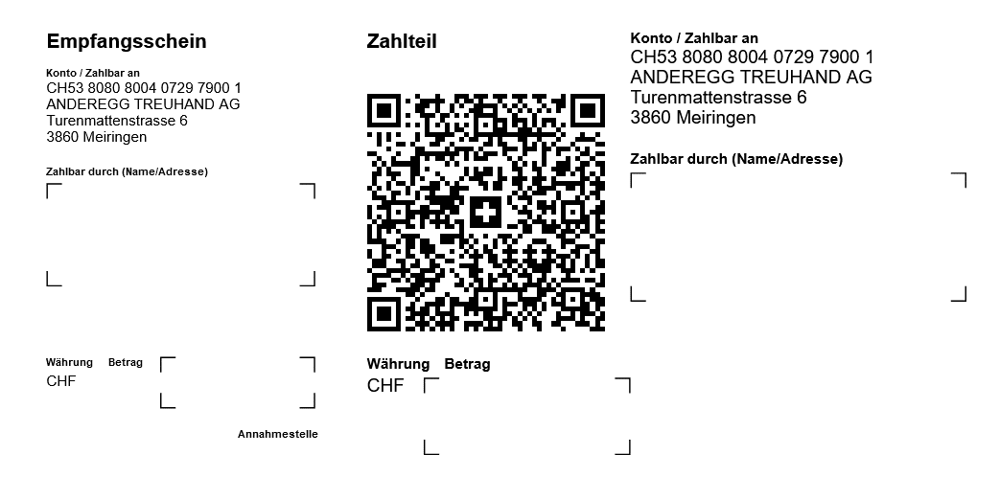 Empfangsschein
Konto / Zahlbar an
CH53 8080 8004 0729 7900 1
ANDEREGG TREUHAND AG
Turenmattenstrasse 6
3860 Meiringen
Zahlbar durch (Name/Adresse)
Währung Betrag
CHF
Annahmestelle
Zahlteil
Währung Betrag
CHF
Konto / Zahlbar an
CH53 8080 8004 0729 7900 1
ANDEREGG TREUHAND AG
Turenmattenstrasse 6
3860 Meiringen
Zahlbar durch (Name/Adresse)